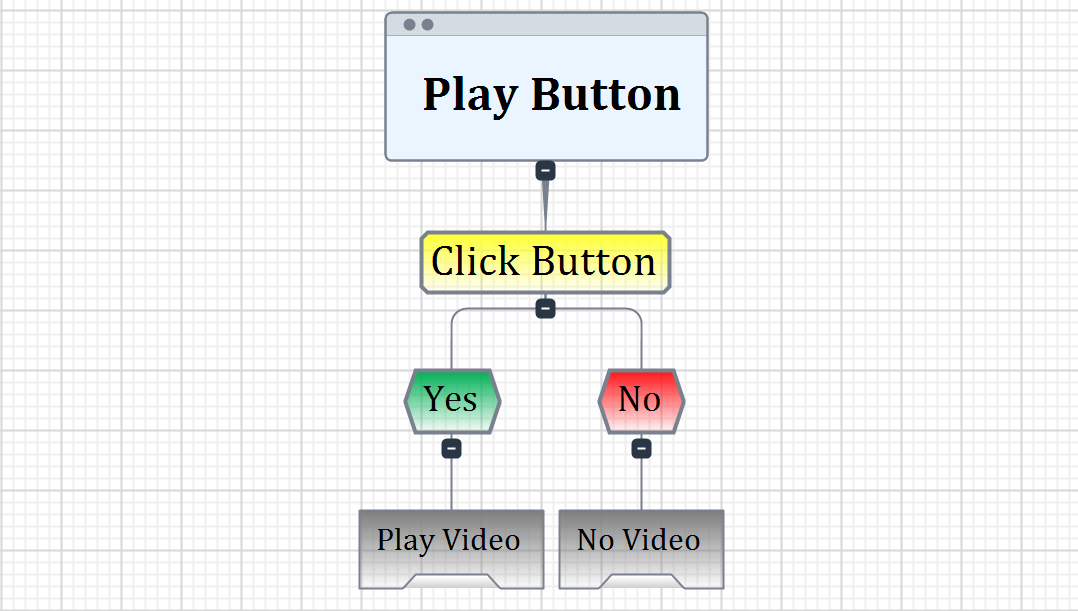 Play Button
Click Button
Yes
No
Play Video
No Video